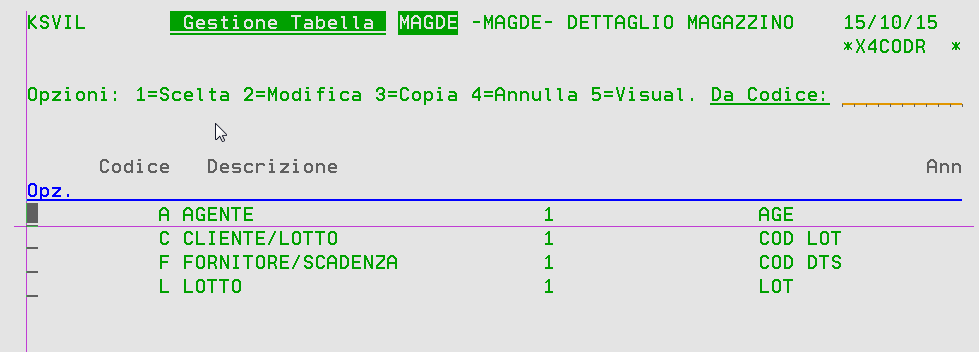 KSVIL Gestione Tabella MAGDE -MAGDE- DETTAGLIO MAGAZZINO 15/10/15
*X4CODR *
Opzioni: 1=Scelta 2=Modifica 3=Copia 4=Annulla 5=Visual. Da Codice:
Codice Descrizione Ann
Opz.
A AGENTE 1 AGE
C CLIENTE/LOTTO 1 COD LOT
F FORNITORE/SCADENZA 1 COD DTS
L LOTTO 1 LOT